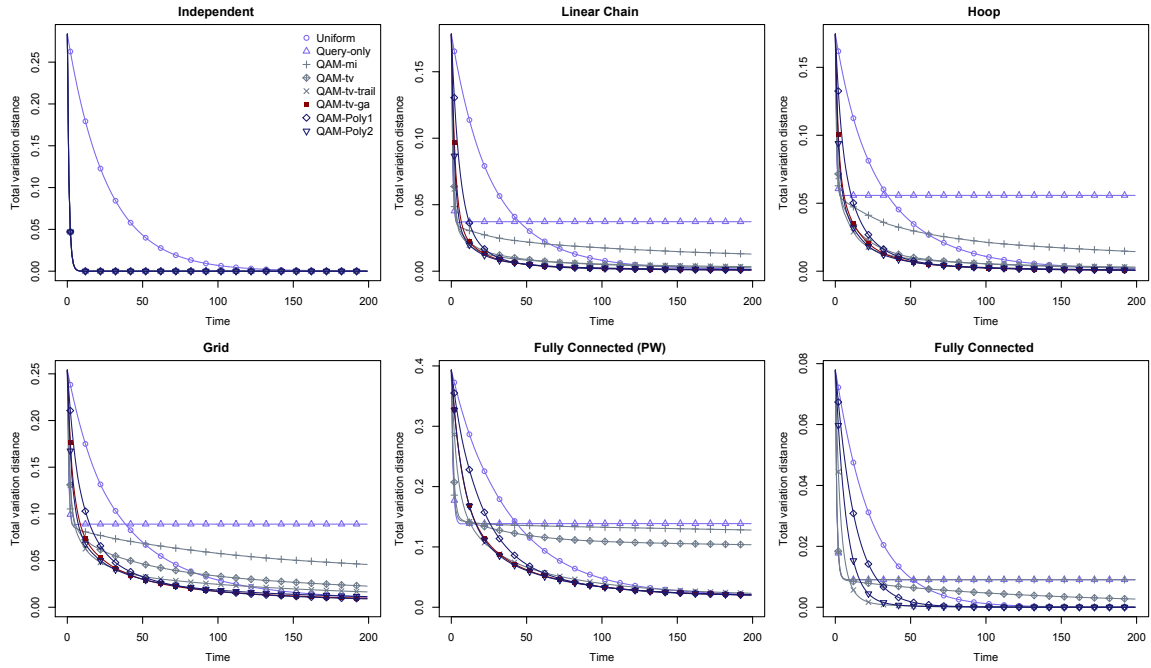 Independent
Total variation distance
0.00
0.05
0.10
0.15
0.20
0.25
0
50
100
150
200
Time
Uniform
Query-only
QAM-mi
QAM-tv
QAM-tv-trail
QAM-tv-ga
QAM-Poly1
QAM-Poly2
Linear Chain
Total variation distance
0.00
0.05
0.10
0.15
0
50
100
150
200
Time
Hoop
Total variation distance
0.00
0.05
0.10
0.15
0
50
100
150
200
Time
Grid
Total variation distance
0.00
0.05
0.10
0.15
0.20
0.25
0
50
100
150
200
Time
Fully Connected (PW)
Total variation distance
0.0
0.1
0.2
0.3
0.4
0
50
100
150
200
Time
Fully Connected
Total variation distance
0.00
0.02
0.04
0.06
0.08
0
50
100
150
200
Time